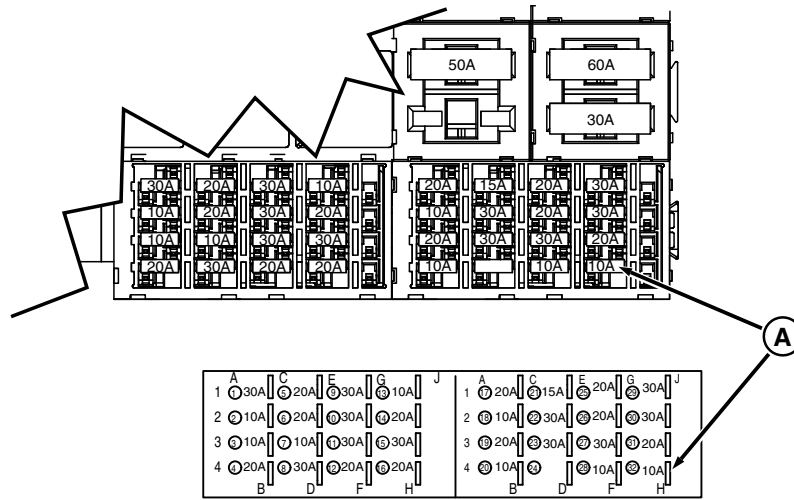 50A 60A
30A
30A 20A 30A 10A 20A 15A 20A 30A
10A 20A 30A 20A 10A 30A 20A 30A
10A 10A 30A 30A 20A 30A 30A 20A
20A 30A 20A 20A 10A 10A 10A
A
A C E G J A C E G J
1 1 30A 5 20A 9 30A 13 10A 1 17 20A 21 15A 25 20A 29 30A
2 2 10A 6 20A 10 30A 14 20A 2 18 10A 22 30A 26 20A 30 30A
3 3 10A 7 10A 11 30A 15 30A 3 19 20A 23 30A 27 30A 31 20A
4 4 20A 8 30A 12 20A 16 20A 4 20 10A 24 28 10A 32 10A
B D F H B D F H